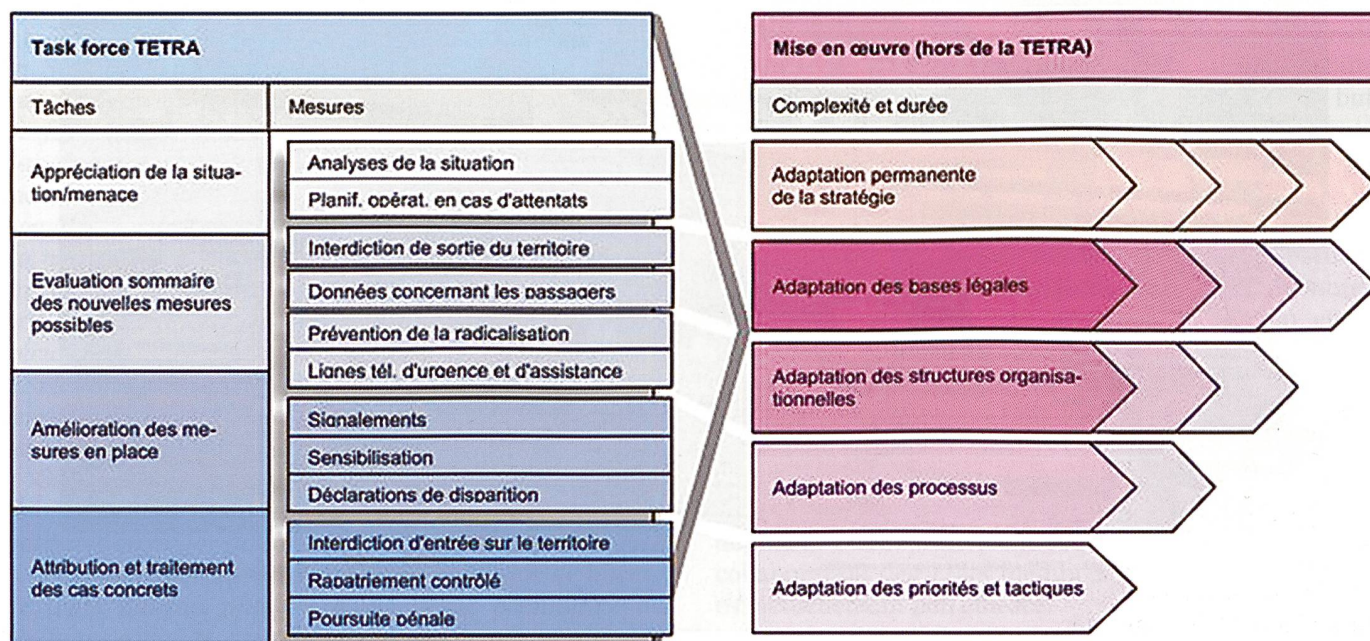 Task force TETRA
Tâches
Mesures
Appréciation de la situa-
tion/menace
Analyses de la situation
Planif. opérat. en cas d'attentats
Evaluation sommaire
des nouvelles mesures
possibles
Interdiction de sortie du territoire
Données concernant les passagers
Prévention de la radicalisation
Lignes tél. d'urgence et d'assistance
Amélioration des me-
sures en place
Signalements
Sensibilisation
Déclarations de disparition
Attribution et traitement
des cas concrets
Interdiction d'entrée sur le territoire
Rapatriement contrôlé
Poursuite pénale
Mise en œuvre (hors de la TETRA)
Complexité et durée
Adaptation permanente
de la stratégie
Adaptation des bases légales
Adaptation des structures organisa-
tionnelles
Adaptation des processus
Adaptation des priorités et tactiques